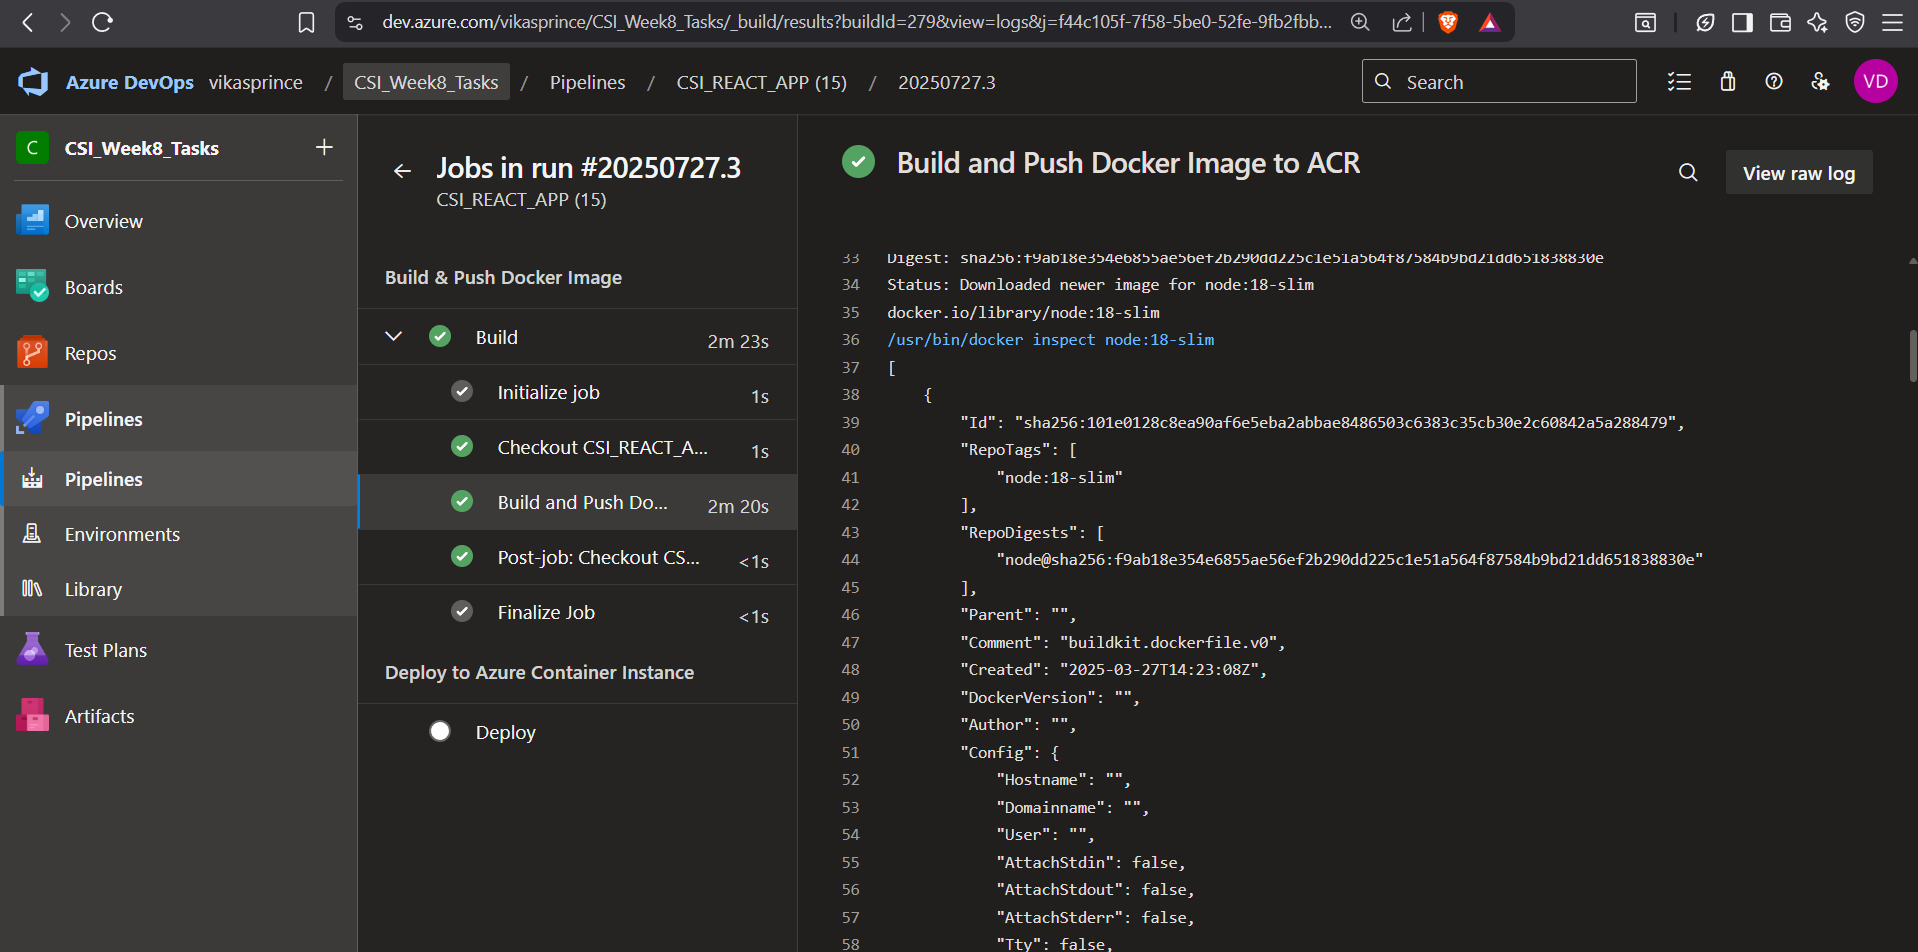 dev.azure.com/vikasprince/CSI_Week8_Tasks/_build/results?buildId=279&view=logs&j=f44c105f-7f58-5be0-52fe-9fb2fbb...
Azure DevOps vikasprince / CSI_Week8_Tasks / Pipelines / CSI_REACT_APP (15) / 20250727.3
Search
VD
C CSI_Week8_Tasks +
Overview
Boards
Repos
Pipelines
Pipelines
Environments
Library
Test Plans
Artifacts
Jobs in run #20250727.3
CSI_REACT_APP (15)
Build & Push Docker Image
Build 2m 23s
Initialize job 1s
Checkout CSI_REACT_A... 1s
Build and Push Do... 2m 20s
Post-job: Checkout CS... <1s
Finalize Job <1s
Deploy to Azure Container Instance
Deploy
Build and Push Docker Image to ACR
View raw log
33 Digest: sha256:f9ab18e354e6855ae56ef2b290dd225c1e51a564f87584b9bd21dd651838830e
34 Status: Downloaded newer image for node:18-slim
35 docker.io/library/node:18-slim
36 /usr/bin/docker inspect node:18-slim
37 [
38 {
39 "Id": "sha256:101e0128c8ea90af6e5eba2abbae8486503c6383c35cb30e2c60842a5a288479",
40 "RepoTags": [
41 "node:18-slim"
42 ],
43 "RepoDigests": [
44 "node@sha256:f9ab18e354e6855ae56ef2b290dd225c1e51a564f87584b9bd21dd651838830e"
45 ],
46 "Parent": "",
47 "Comment": "buildkit.dockerfile.v0",
48 "Created": "2025-03-27T14:23:08Z",
49 "DockerVersion": "",
50 "Author": "",
51 "Config": {
52 "Hostname": "",
53 "Domainname": "",
54 "User": "",
55 "AttachStdin": false,
56 "AttachStdout": false,
57 "AttachStderr": false,
58 "Tty": false,